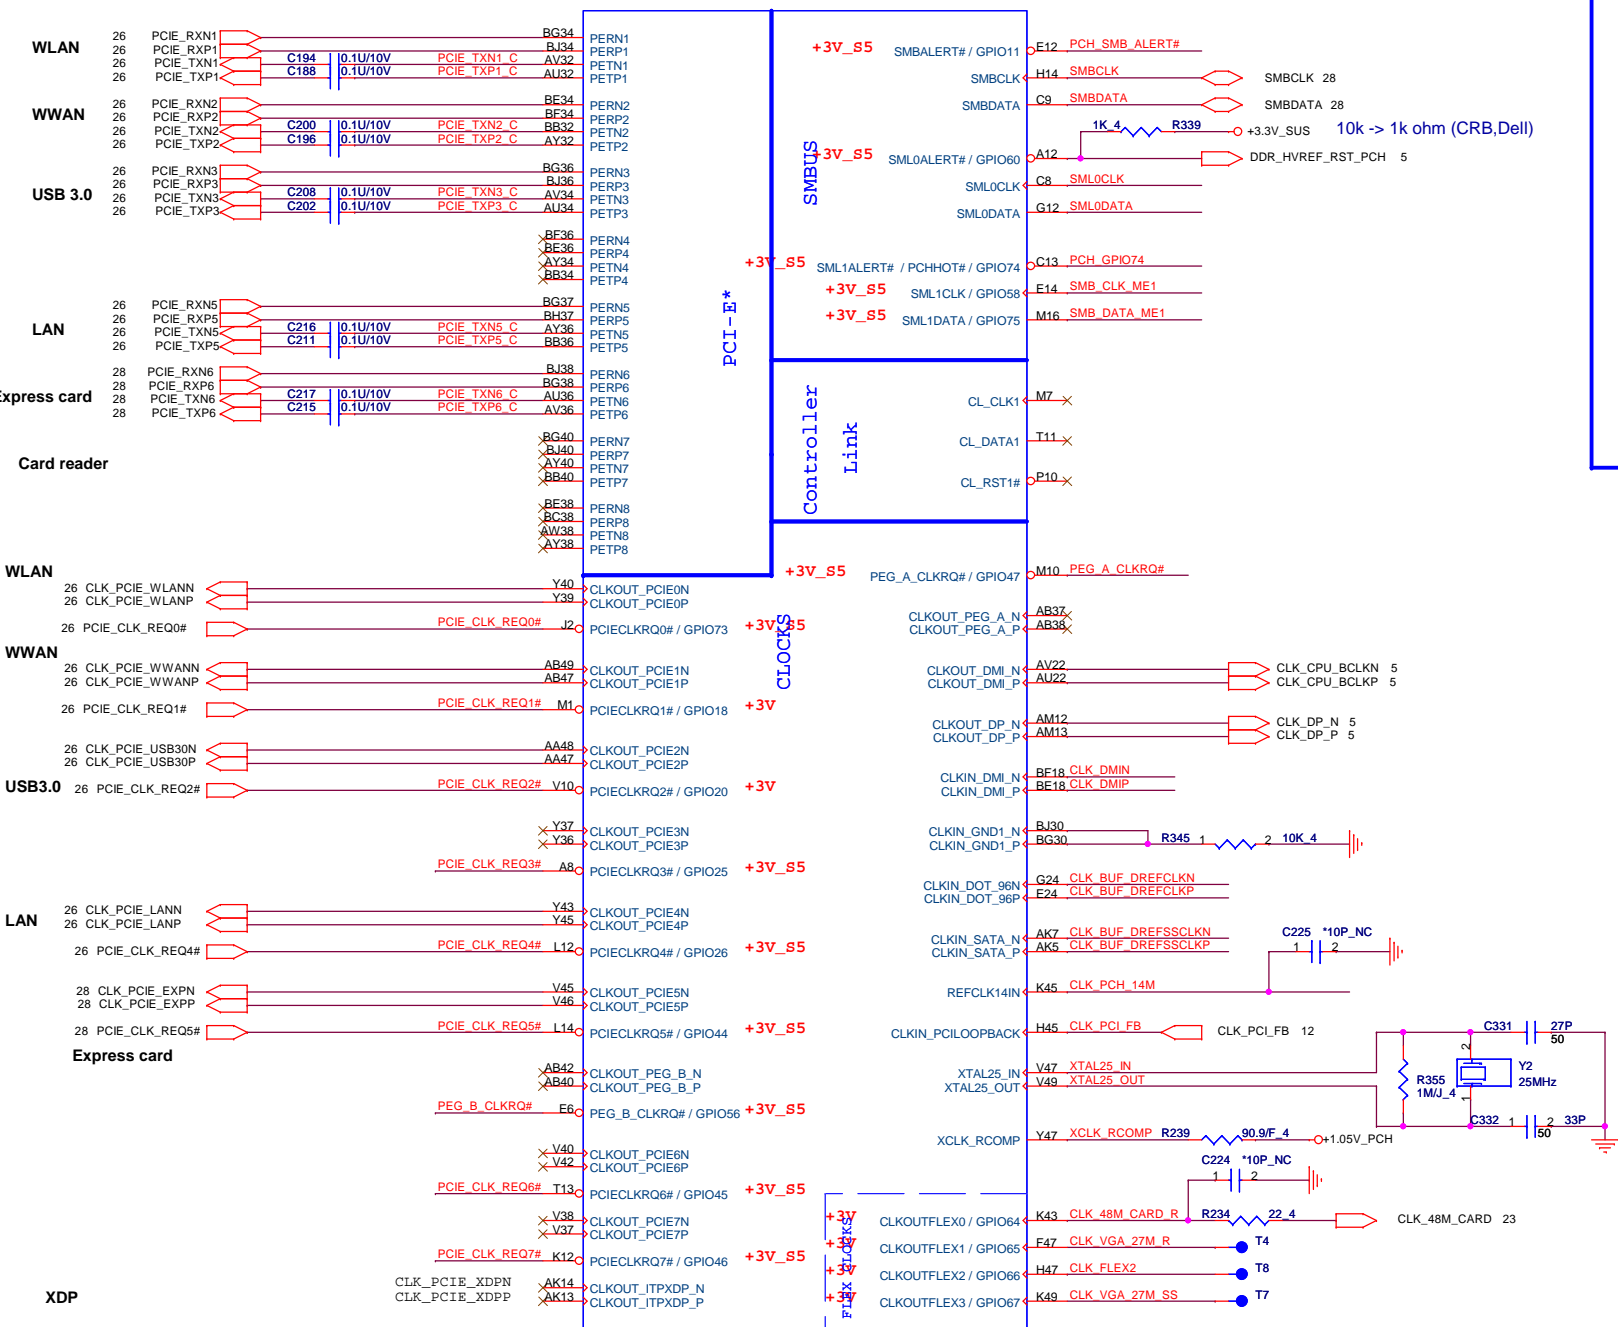 WLAN
26 PCIE_RXN1 BG34 PERN1
26 PCIE_RXP1 BJ34 PERP1
26 PCIE_TXN1 C194 0.1U/10V PCIE_TXN1_C AV32 PETN1
26 PCIE_TXP1 C188 0.1U/10V PCIE_TXP1_C AU32 PETP1
WWAN
26 PCIE_RXN2 BE34 PERN2
26 PCIE_RXP2 BF34 PERP2
26 PCIE_TXN2 C200 0.1U/10V PCIE_TXN2_C BB32 PETN2
26 PCIE_TXP2 C196 0.1U/10V PCIE_TXP2_C AY32 PETP2
USB 3.0
26 PCIE_RXN3 BG36 PERN3
26 PCIE_RXP3 BJ36 PERP3
26 PCIE_TXN3 C208 0.1U/10V PCIE_TXN3_C AV34 PETN3
26 PCIE_TXP3 C202 0.1U/10V PCIE_TXP3_C AU34 PETP3
BF36 PERN4
BE36 PERP4
AY34 PETN4
BB34 PETP4
LAN
26 PCIE_RXN5 BG37 PERN5
26 PCIE_RXP5 BH37 PERP5
26 PCIE_TXN5 C216 0.1U/10V PCIE_TXN5_C AY36 PETN5
26 PCIE_TXP5 C211 0.1U/10V PCIE_TXP5_C BB36 PETP5
Express card
28 PCIE_RXN6 BJ38 PERN6
28 PCIE_RXP6 BG38 PERP6
28 PCIE_TXN6 C217 0.1U/10V PCIE_TXN6_C AU36 PETN6
28 PCIE_TXP6 C215 0.1U/10V PCIE_TXP6_C AV36 PETP6
Card reader
BG40 PERN7
BJ40 PERP7
AY40 PETN7
BB40 PETP7
BE38 PERN8
BC38 PERP8
AW38 PETN8
AY38 PETP8
PCI-E*
WLAN
26 CLK_PCIE_WLANN Y40 CLKOUT_PCIE0N
26 CLK_PCIE_WLANP Y39 CLKOUT_PCIE0P
26 PCIE_CLK_REQ0# PCIE_CLK_REQ0# J2 PCIECLKRQ0# / GPIO73 +3V_S5
WWAN
26 CLK_PCIE_WWANN AB49 CLKOUT_PCIE1N
26 CLK_PCIE_WWANP AB47 CLKOUT_PCIE1P
26 PCIE_CLK_REQ1# PCIE_CLK_REQ1# M1 PCIECLKRQ1# / GPIO18 +3V
26 CLK_PCIE_USB30N AA48 CLKOUT_PCIE2N
26 CLK_PCIE_USB30P AA47 CLKOUT_PCIE2P
USB3.0 26 PCIE_CLK_REQ2# PCIE_CLK_REQ2# V10 PCIECLKRQ2# / GPIO20 +3V
Y37 CLKOUT_PCIE3N
Y36 CLKOUT_PCIE3P
PCIE_CLK_REQ3# A8 PCIECLKRQ3# / GPIO25 +3V_S5
LAN
26 CLK_PCIE_LANN Y43 CLKOUT_PCIE4N
26 CLK_PCIE_LANP Y45 CLKOUT_PCIE4P
26 PCIE_CLK_REQ4# PCIE_CLK_REQ4# L12 PCIECLKRQ4# / GPIO26 +3V_S5
28 CLK_PCIE_EXPN V45 CLKOUT_PCIE5N
28 CLK_PCIE_EXPP V46 CLKOUT_PCIE5P
28 PCIE_CLK_REQ5# PCIE_CLK_REQ5# L14 PCIECLKRQ5# / GPIO44 +3V_S5
Express card
AB42 CLKOUT_PEG_B_N
AB40 CLKOUT_PEG_B_P
PEG_B_CLKRQ# E6 PEG_B_CLKRQ# / GPIO56 +3V_S5
V40 CLKOUT_PCIE6N
V42 CLKOUT_PCIE6P
PCIE_CLK_REQ6# T13 PCIECLKRQ6# / GPIO45 +3V_S5
V38 CLKOUT_PCIE7N
V37 CLKOUT_PCIE7P
PCIE_CLK_REQ7# K12 PCIECLKRQ7# / GPIO46 +3V_S5
XDP
CLK_PCIE_XDPN AK14 CLKOUT_ITPXDP_N
CLK_PCIE_XDPP AK13 CLKOUT_ITPXDP_P
SMBUS
+3V_S5 SMBALERT# / GPIO11 E12 PCH_SMB_ALERT#
SMBCLK H14 SMBCLK SMBCLK 28
SMBDATA C9 SMBDATA SMBDATA 28
1K_4 R339 +3.3V_SUS 10k -> 1k ohm (CRB,Dell)
+3V_S5 SML0ALERT# / GPIO60 A12 DDR_HVREF_RST_PCH 5
SML0CLK C8 SML0CLK
SML0DATA G12 SML0DATA
+3V_S5 SML1ALERT# / PCHHOT# / GPIO74 C13 PCH_GPIO74
+3V_S5 SML1CLK / GPIO58 E14 SMB_CLK_ME1
+3V_S5 SML1DATA / GPIO75 M16 SMB_DATA_ME1
Controller
Link
CL_CLK1 M7
CL_DATA1 T11
CL_RST1# P10
CLOCKS
+3V_S5 PEG_A_CLKRQ# / GPIO47 M10 PEG_A_CLKRQ#
CLKOUT_PEG_A_N AB37
CLKOUT_PEG_A_P AB38
CLKOUT_DMI_N AV22 CLK_CPU_BCLKN 5
CLKOUT_DMI_P AU22 CLK_CPU_BCLKP 5
CLKOUT_DP_N AM12 CLK_DP_N 5
CLKOUT_DP_P AM13 CLK_DP_P 5
CLKIN_DMI_N BF18 CLK_DMIN
CLKIN_DMI_P BE18 CLK_DMIP
CLKIN_GND1_N BJ30
CLKIN_GND1_P BG30 R345 1 2 10K_4
CLKIN_DOT_96N G24 CLK_BUF_DREFCLKN
CLKIN_DOT_96P E24 CLK_BUF_DREFCLKP
CLKIN_SATA_N AK7 CLK_BUF_DREFSSCLKN
CLKIN_SATA_P AK5 CLK_BUF_DREFSSCLKP
C225 *10P_NC
1 2
REFCLK14IN K45 CLK_PCH_14M
CLKIN_PCILOOPBACK H45 CLK_PCI_FB CLK_PCI_FB 12
C331 27P
50
XTAL25_IN V47 XTAL25_IN
XTAL25_OUT V49 XTAL25_OUT
R355
1M/J_4
2
1
Y2
25MHz
C332 1 2 33P
50
XCLK_RCOMP Y47 XCLK_RCOMP R239 90.9/F_4 +1.05V_PCH
C224 *10P_NC
1 2
FLEX CLOCKS
+3V CLKOUTFLEX0 / GPIO64 K43 CLK_48M_CARD_R R234 22_4 CLK_48M_CARD 23
+3V CLKOUTFLEX1 / GPIO65 F47 CLK_VGA_27M_R T4
+3V CLKOUTFLEX2 / GPIO66 H47 CLK_FLEX2 T8
+3V CLKOUTFLEX3 / GPIO67 K49 CLK_VGA_27M_SS T7